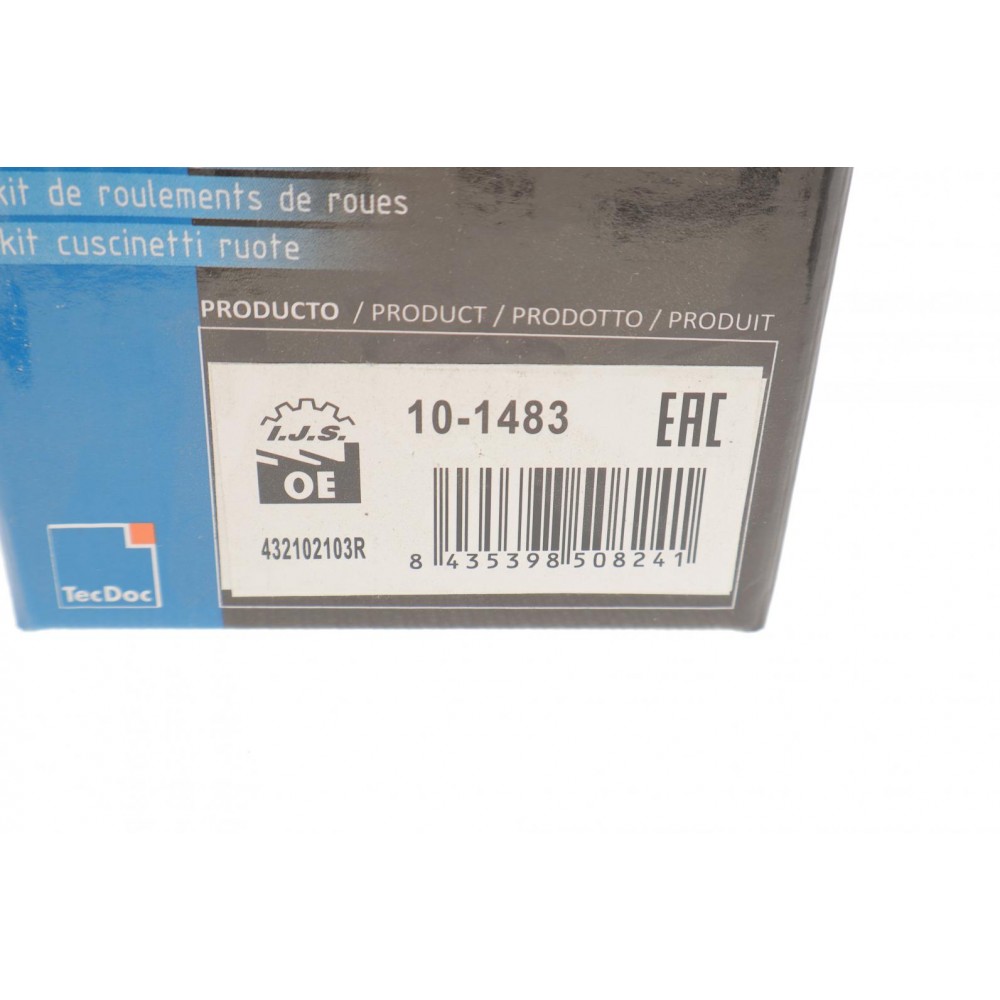 kit de roulements de roues
kit cuscinetti ruote
PRODUCTO / PRODUCT / PRODOTTO / PRODUIT
I.J.S.
OE
10-1483
EAC
432102103R
8 435398 508241
TecDoc